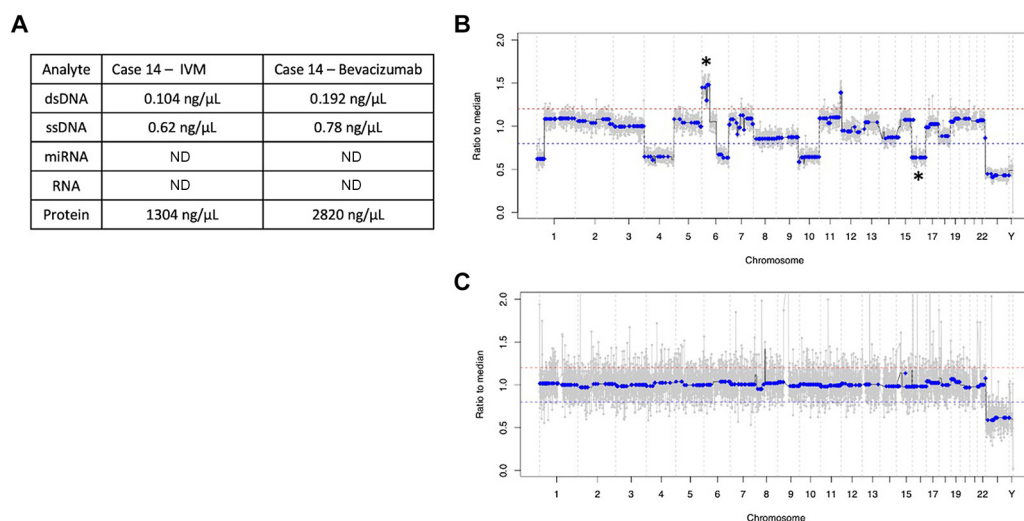 A
Analyte Case 14 – IVM Case 14 – Bevacizumab
dsDNA 0.104 ng/µL 0.192 ng/µL
ssDNA 0.62 ng/µL 0.78 ng/µL
miRNA ND ND
RNA ND ND
Protein 1304 ng/µL 2820 ng/µL
B
2.0
1.5
1.0
0.5
0.0
Ratio to median
*
*
1 2 3 4 5 6 7 8 9 10 11 12 13 15 17 19 22 Y
Chromosome
C
2.0
1.5
1.0
0.5
0.0
Ratio to median
1 2 3 4 5 6 7 8 9 10 11 12 13 15 17 19 22 Y
Chromosome